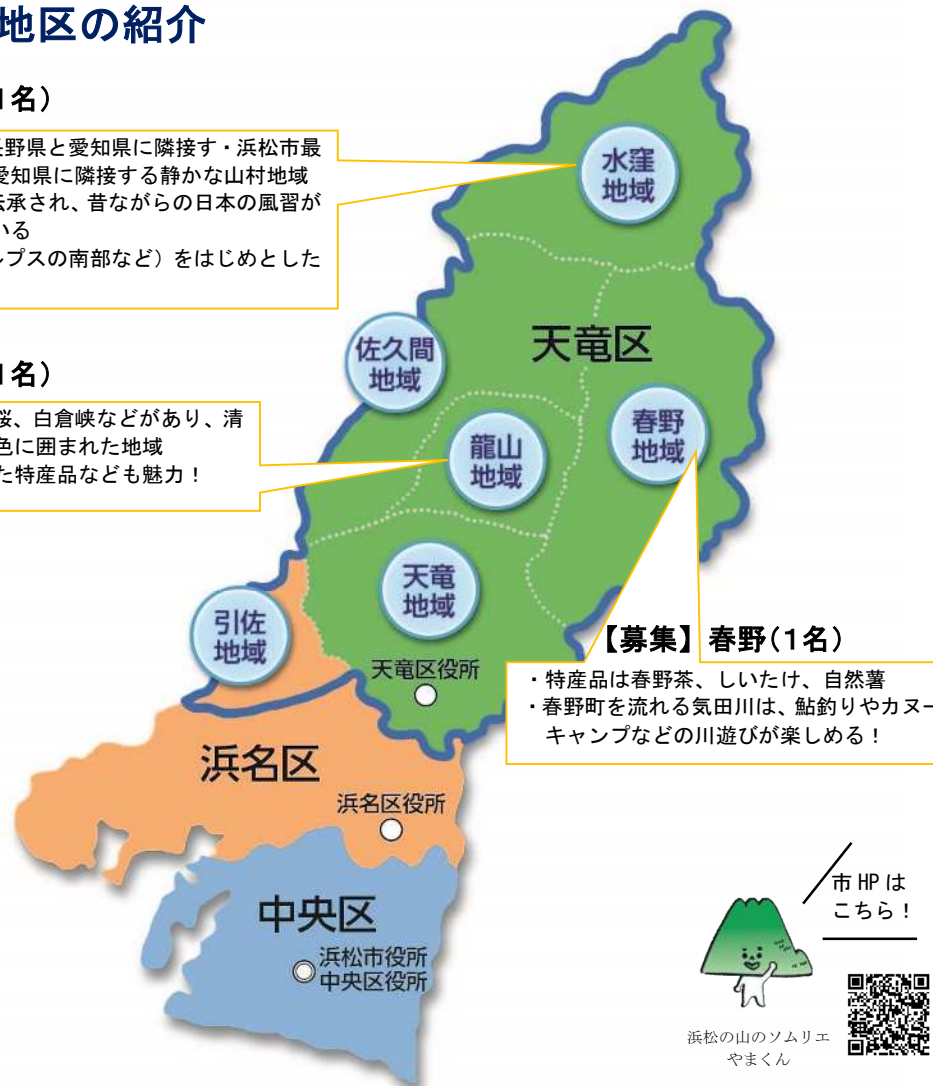 地区の紹介
1名）
長野県と愛知県に隣接す・浜松市最
愛知県に隣接する静かな山村地域
伝承され、昔ながらの日本の風習が
いる
ルプスの南部など）をはじめとした
水窪
地域
佐久間
地域
天竜区
1名）
桜、白倉峡などがあり、清
色に囲まれた地域
た特産品なども魅力！
龍山
地域
春野
地域
天竜
地域
引佐
地域
天竜区役所
【募集】春野（1名）
・特産品は春野茶、しいたけ、自然薯
・春野町を流れる気田川は、鮎釣りやカヌー
キャンプなどの川遊びが楽しめる！
浜名区
浜名区役所
中央区
浜松市役所
中央区役所
市HPは
こちら！
浜松の山のソムリエ
やまくん